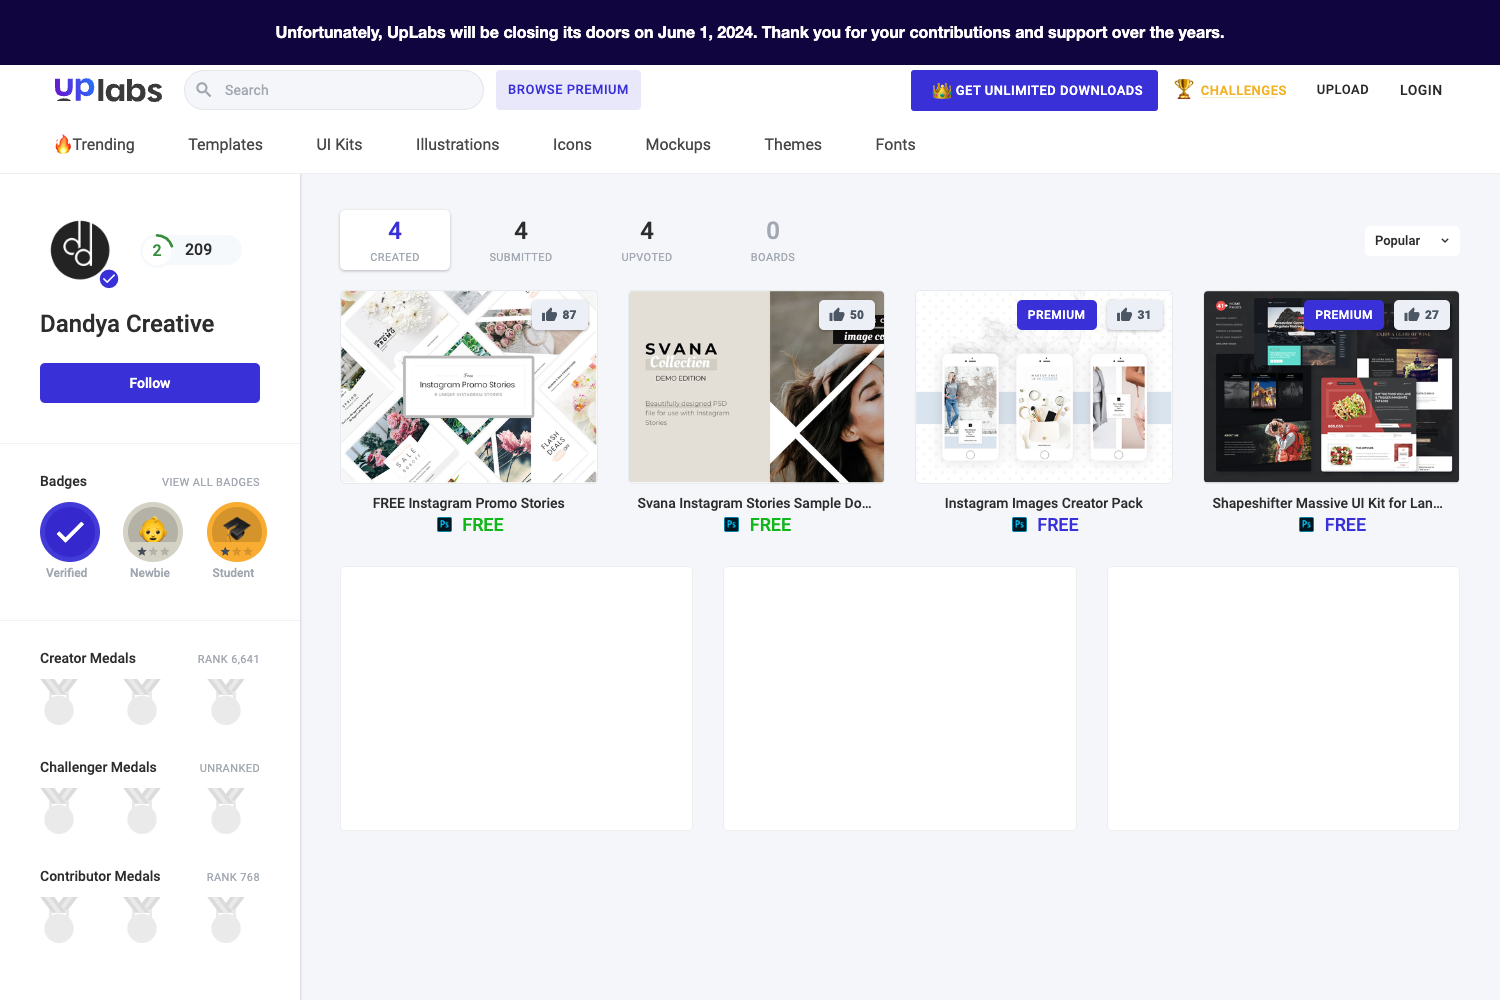 Unfortunately, UpLabs will be closing its doors on June 1, 2024. Thank you for your contributions and support over the years.
uplabs
Search
BROWSE PREMIUM
GET UNLIMITED DOWNLOADS
CHALLENGES
UPLOAD
LOGIN
Trending
Templates
UI Kits
Illustrations
Icons
Mockups
Themes
Fonts
2
209
Dandya Creative
Follow
Badges
VIEW ALL BADGES
Verified
Newbie
Student
Creator Medals
RANK 6,641
Challenger Medals
UNRANKED
Contributor Medals
RANK 768
4
CREATED
4
SUBMITTED
4
UPVOTED
0
BOARDS
Popular
87
Free
Instagram Promo Stories
SALE
FLASH
DEALS
FREE Instagram Promo Stories
Ps
FREE
50
SVANA
Collection
DEMO EDITION
Beautifully designed PSD
file for use with Instagram
Stories
Svana Instagram Stories Sample Do...
Ps
FREE
PREMIUM
31
Instagram Images Creator Pack
Ps
FREE
PREMIUM
27
Shapeshifter Massive UI Kit for Lan...
Ps
FREE